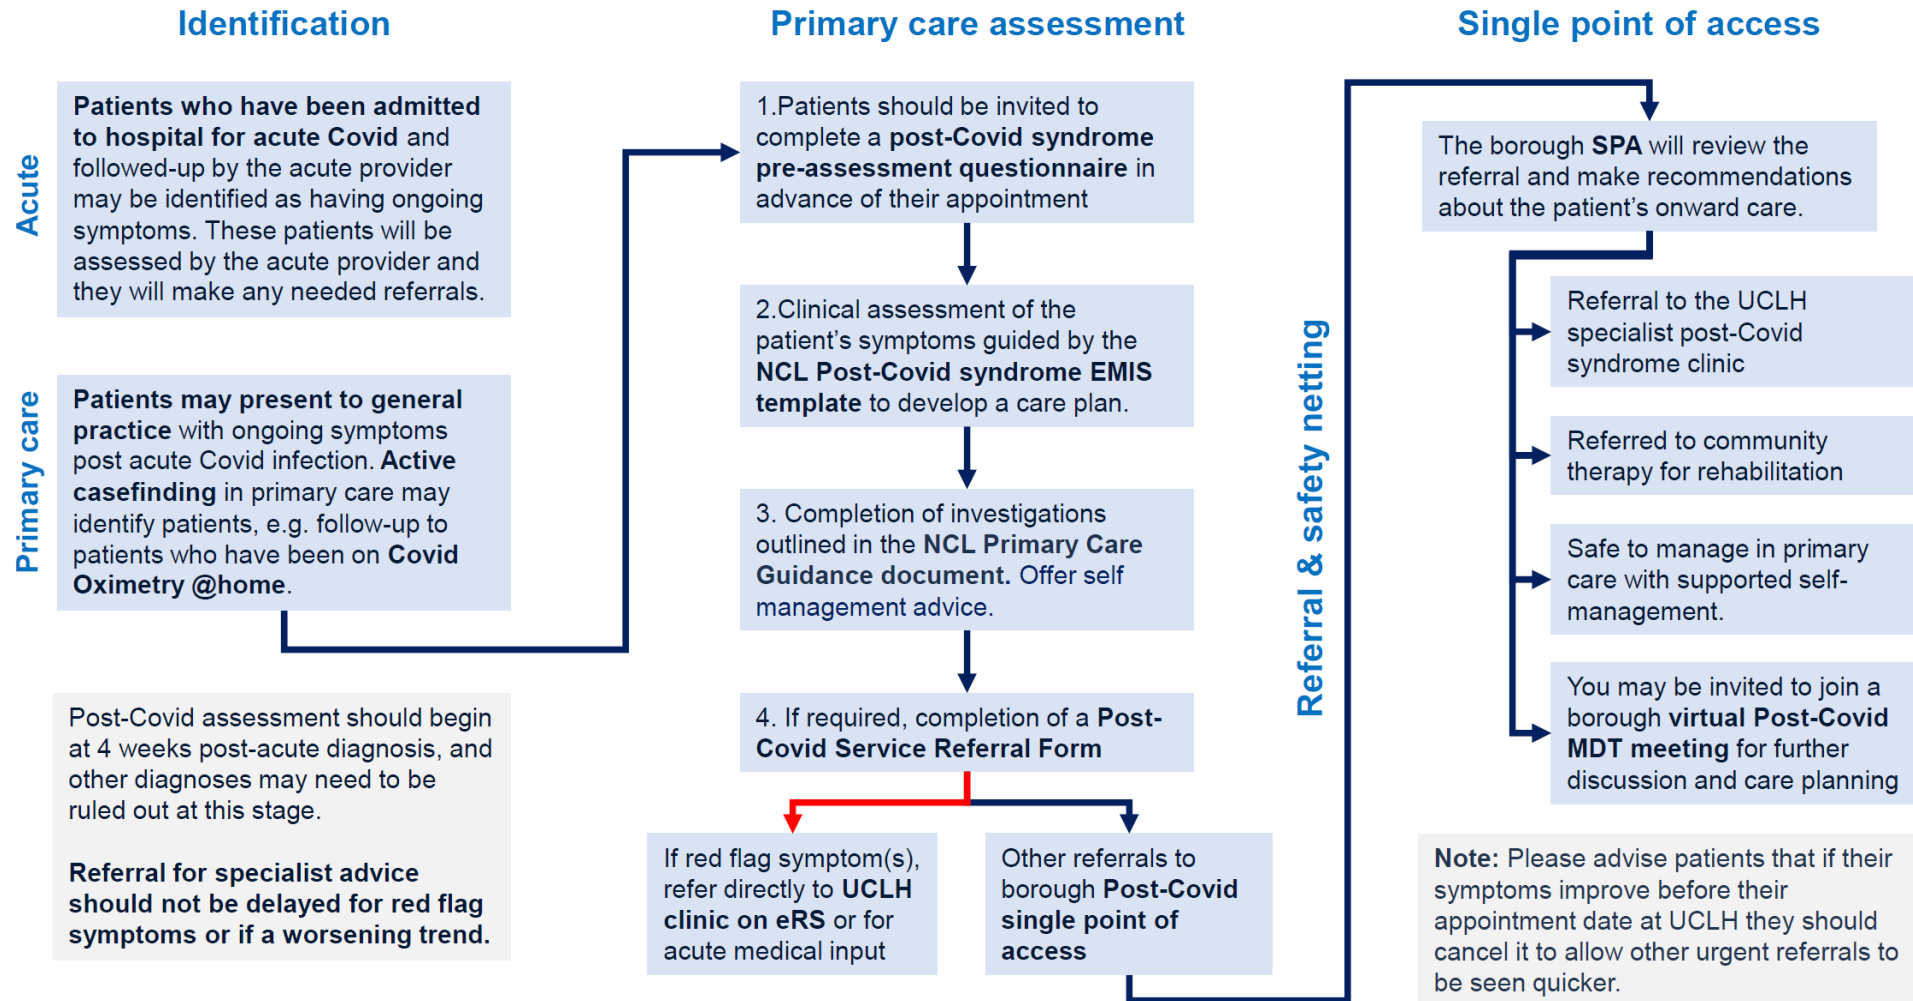 Identification
Acute
Patients who have been admitted
to hospital for acute Covid and
followed-up by the acute provider
may be identified as having ongoing
symptoms. These patients will be
assessed by the acute provider and
they will make any needed referrals.
Primary care
Patients may present to general
practice with ongoing symptoms
post acute Covid infection. Active
casefinding in primary care may
identify patients, e.g. follow-up to
patients who have been on Covid
Oximetry @home.
Post-Covid assessment should begin
at 4 weeks post-acute diagnosis, and
other diagnoses may need to be
ruled out at this stage.
Referral for specialist advice
should not be delayed for red flag
symptoms or if a worsening trend.
Primary care assessment
1.Patients should be invited to
complete a post-Covid syndrome
pre-assessment questionnaire in
advance of their appointment
2.Clinical assessment of the
patient's symptoms guided by the
NCL Post-Covid syndrome EMIS
template to develop a care plan.
3. Completion of investigations
outlined in the NCL Primary Care
Guidance document. Offer self
management advice.
4. If required, completion of a Post-
Covid Service Referral Form
If red flag symptom(s),
refer directly to UCLH
clinic on eRS or for
acute medical input
Other referrals to
borough Post-Covid
single point of
access
Referral & safety netting
Single point of access
The borough SPA will review the
referral and make recommendations
about the patient's onward care.
Referral to the UCLH
specialist post-Covid
syndrome clinic
Referred to community
therapy for rehabilitation
Safe to manage in primary
care with supported self-
management.
You may be invited to join a
borough virtual Post-Covid
MDT meeting for further
discussion and care planning
Note: Please advise patients that if their
symptoms improve before their
appointment date at UCLH they should
cancel it to allow other urgent referrals to
be seen quicker.